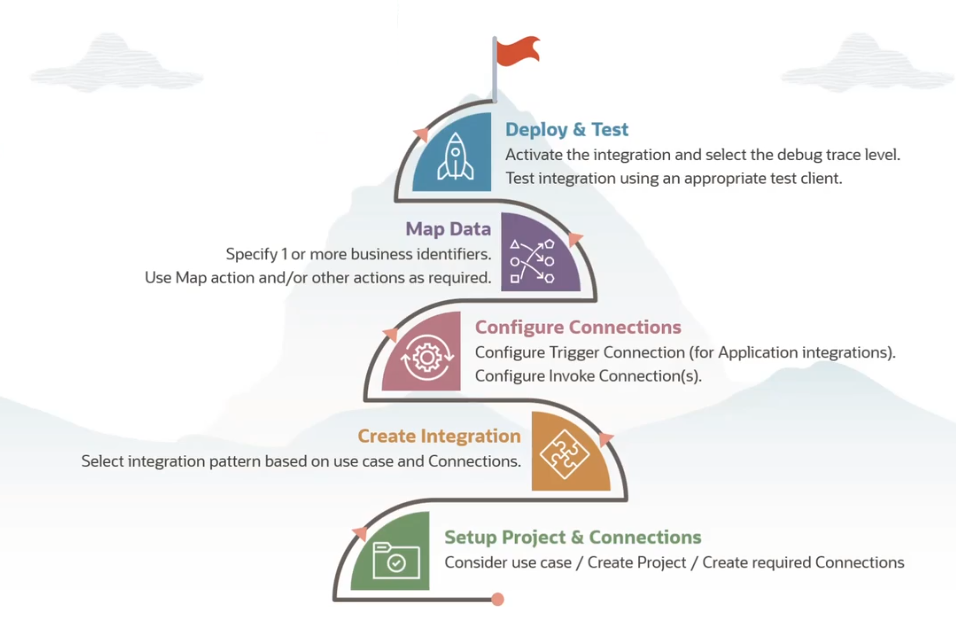 Deploy & Test
Activate the integration and select the debug trace level.
Test integration using an appropriate test client.
Map Data
Specify 1 or more business identifiers.
Use Map action and/or other actions as required.
Configure Connections
Configure Trigger Connection (for Application integrations).
Configure Invoke Connection(s).
Create Integration
Select integration pattern based on use case and Connections.
Setup Project & Connections
Consider use case / Create Project / Create required Connections